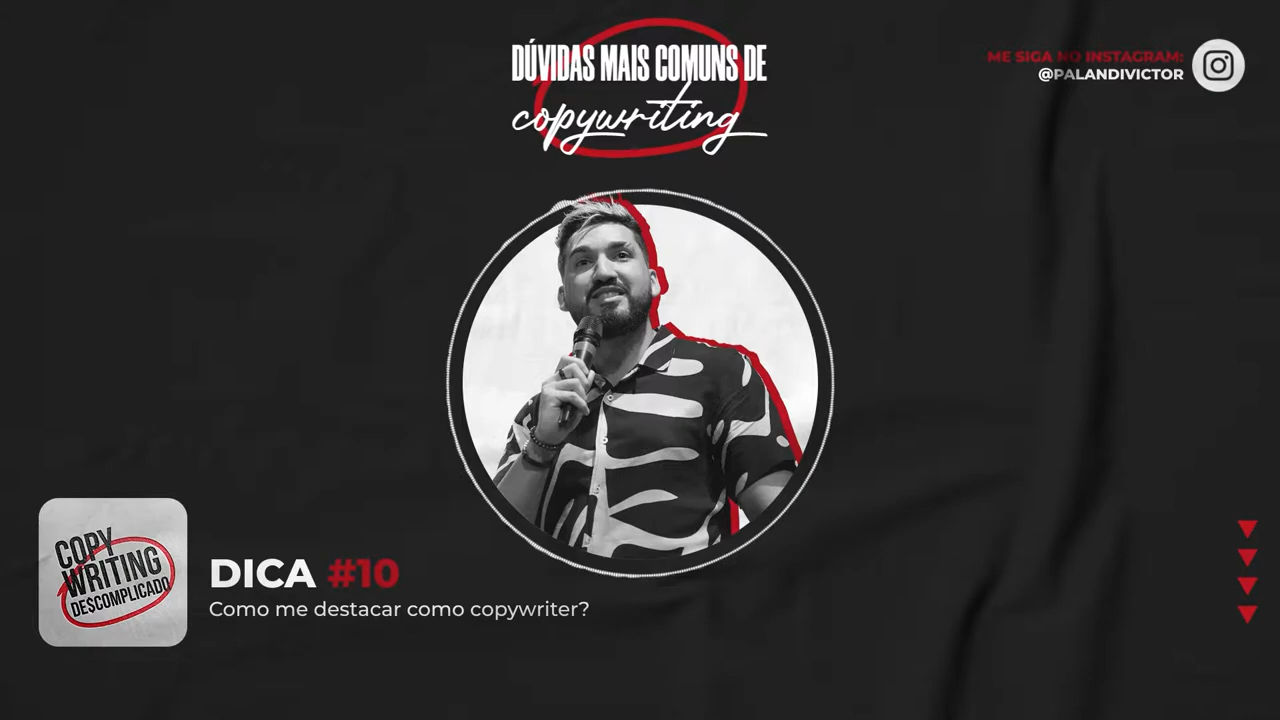 DÚVIDAS MAIS COMUNS DE
copywriting
ME SIGA NO INSTAGRAM:
@PALANDIVICTOR
COPY
WRITING
DESCOMPLICADO
DICA #10
Como me destacar como copywriter?